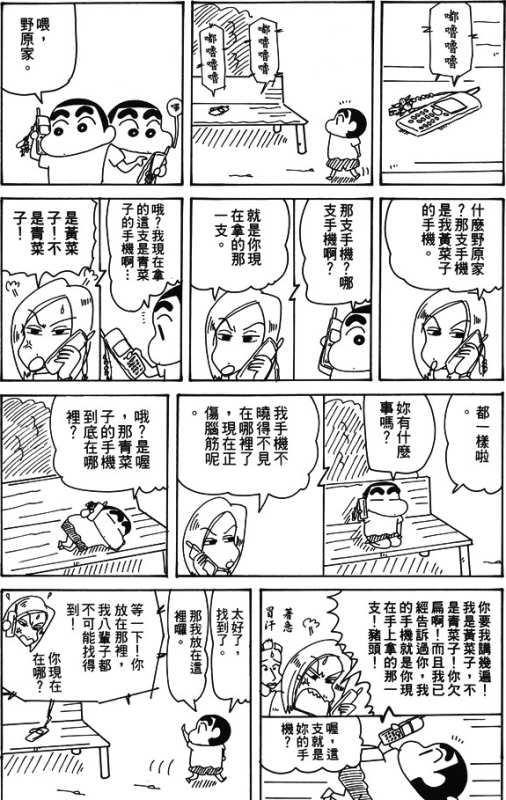 嘟嚕嚕嚕嚕
嘟嚕嚕嚕嚕
嘟嚕嚕嚕嚕
喂，
野原家。
什麼野原家
？那支手機
是我黃菜子
的手機。
那支手機？哪
支手機啊？
就是你現
在拿的那
一支。
哦？我現在拿
的這支是青菜
子的手機啊…
是黃菜
子！不
是青菜
子！
都一樣啦
。
妳有什麼
事嗎？
我手機不
曉得不見
在哪裡了
，現在正
傷腦筋呢
。
哦？是喔
，那青菜
子的手機
到底在哪
裡？
你要我講幾遍！
我是黃菜子，不
是青菜子！你欠
扁啊！而且我已
經告訴過你，我
的手機就是你現
在手上拿的那一
支！豬頭！
著急
冒汗
喔，這
支就是
妳的手
機？
太好了，
找到了。
那我放在這
裡囉。
等一下！你
放在那裡，
我八輩子都
不可能找得
到！
你現在
在哪？